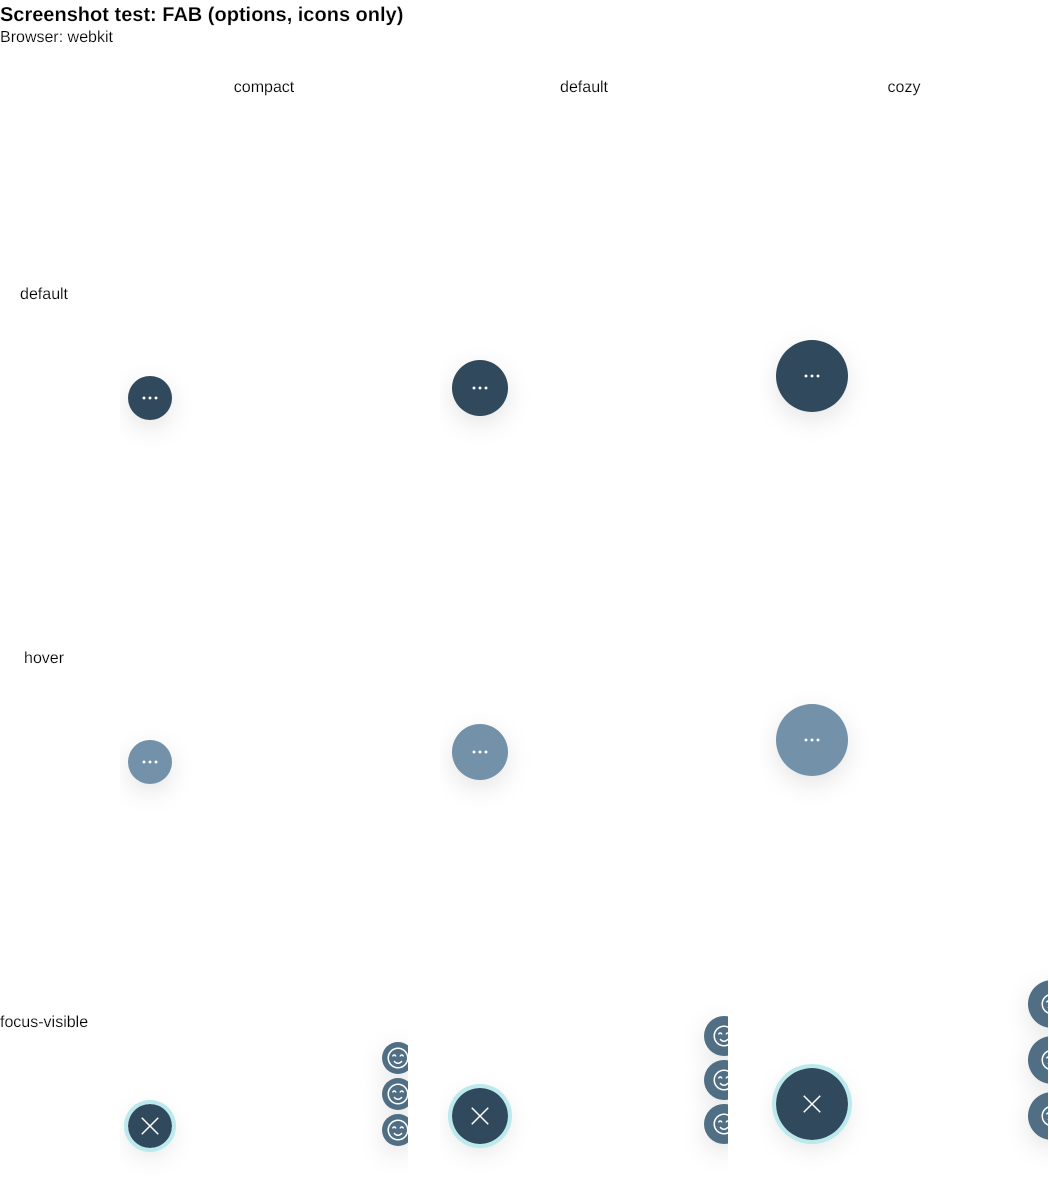 Screenshot test: FAB (options, icons only)
Browser: webkit
compact default cozy
default
hover
focus-visible